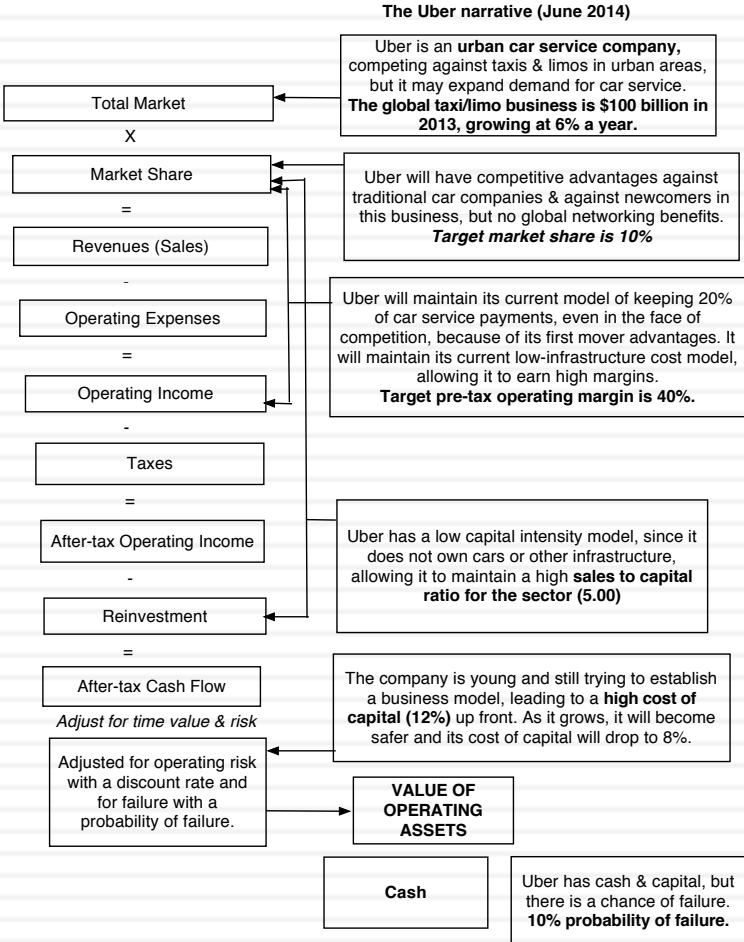 The Uber narrative (June 2014)
Uber is an urban car service company,
competing against taxis & limos in urban areas,
but it may expand demand for car service.
The global taxi/limo business is $100 billion in
2013, growing at 6% a year.
Total Market
X
Market Share
Uber will have competitive advantages against
traditional car companies & against newcomers in
this business, but no global networking benefits.
Target market share is 10%
=
Revenues (Sales)
-
Operating Expenses
Uber will maintain its current model of keeping 20%
of car service payments, even in the face of
competition, because of its first mover advantages. It
will maintain its current low-infrastructure cost model,
allowing it to earn high margins.
Target pre-tax operating margin is 40%.
=
Operating Income
-
Taxes
=
After-tax Operating Income
Uber has a low capital intensity model, since it
does not own cars or other infrastructure,
allowing it to maintain a high sales to capital
ratio for the sector (5.00)
-
Reinvestment
=
After-tax Cash Flow
The company is young and still trying to establish
a business model, leading to a high cost of
capital (12%) up front. As it grows, it will become
safer and its cost of capital will drop to 8%.
Adjust for time value & risk
Adjusted for operating risk
with a discount rate and
for failure with a
probability of failure.
VALUE OF
OPERATING
ASSETS
Cash
Uber has cash & capital, but
there is a chance of failure.
10% probability of failure.